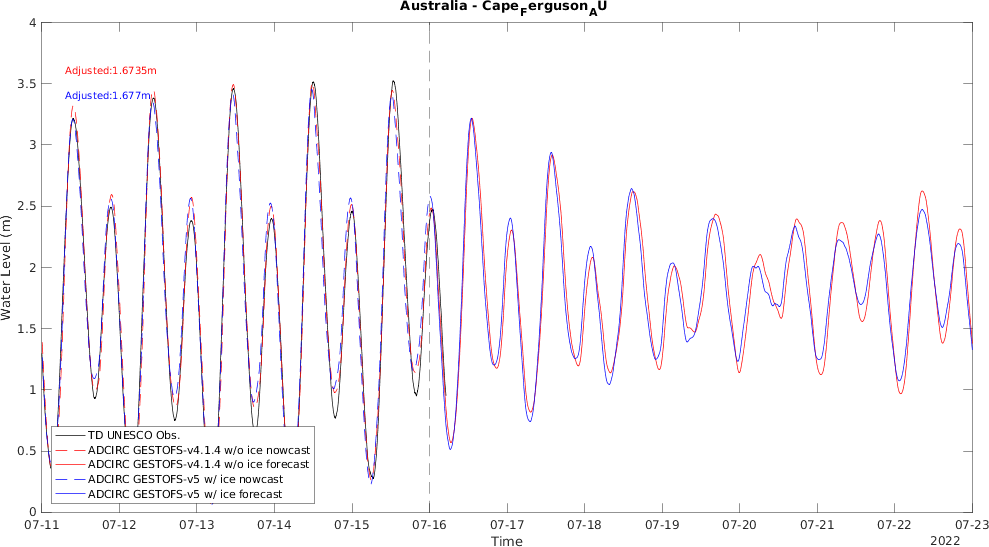 Australia - CapeFergusonAU
4
3.5
3
2.5
2
1.5
1
0.5
0
Water Level (m)
Adjusted:1.6735m
Adjusted:1.677m
TD UNESCO Obs.
ADCIRC GESTOFS-v4.1.4 w/o ice nowcast
ADCIRC GESTOFS-v4.1.4 w/o ice forecast
ADCIRC GESTOFS-v5 w/ ice nowcast
ADCIRC GESTOFS-v5 w/ ice forecast
07-11 07-12 07-13 07-14 07-15 07-16 07-17 07-18 07-19 07-20 07-21 07-22 07-23
Time
2022